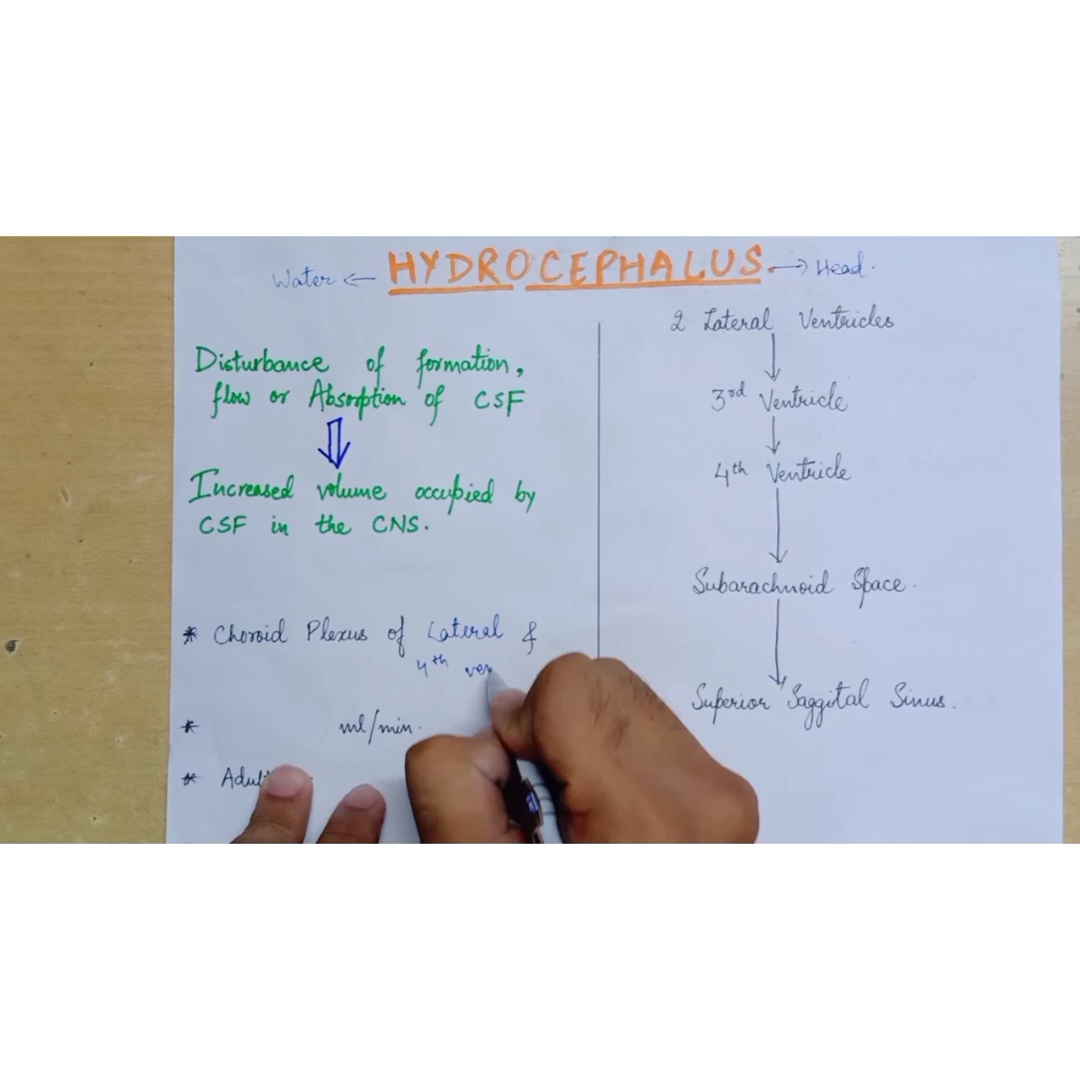 Water ← HYDROCEPHALUS → Head.
Disturbance of formation,
flow or Absorption of CSF
Increased volume occupied by
CSF in the CNS.
* Choroid Plexus of Lateral &
4th ven
* ml/min.
* Adult
2 Lateral Ventricles
3rd Ventricle
4th Ventricle
Subarachnoid Space.
Superior Saggital Sinus.